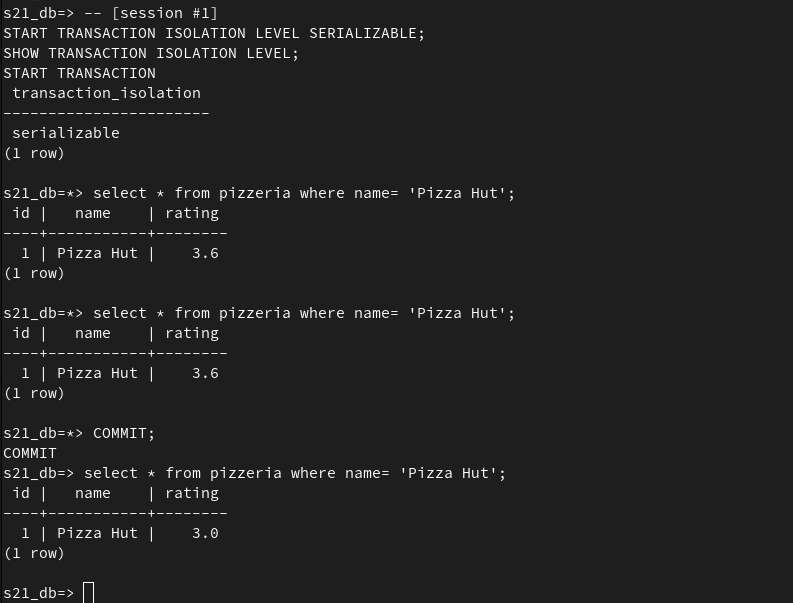 s21_db=> -- [session #1]
START TRANSACTION ISOLATION LEVEL SERIALIZABLE;
SHOW TRANSACTION ISOLATION LEVEL;
START TRANSACTION
 transaction_isolation
-----------------------
 serializable
(1 row)

s21_db=*> select * from pizzeria where name= 'Pizza Hut';
 id |   name    | rating
----+-----------+--------
  1 | Pizza Hut |    3.6
(1 row)

s21_db=*> select * from pizzeria where name= 'Pizza Hut';
 id |   name    | rating
----+-----------+--------
  1 | Pizza Hut |    3.6
(1 row)

s21_db=*> COMMIT;
COMMIT
s21_db=> select * from pizzeria where name= 'Pizza Hut';
 id |   name    | rating
----+-----------+--------
  1 | Pizza Hut |    3.0
(1 row)

s21_db=>